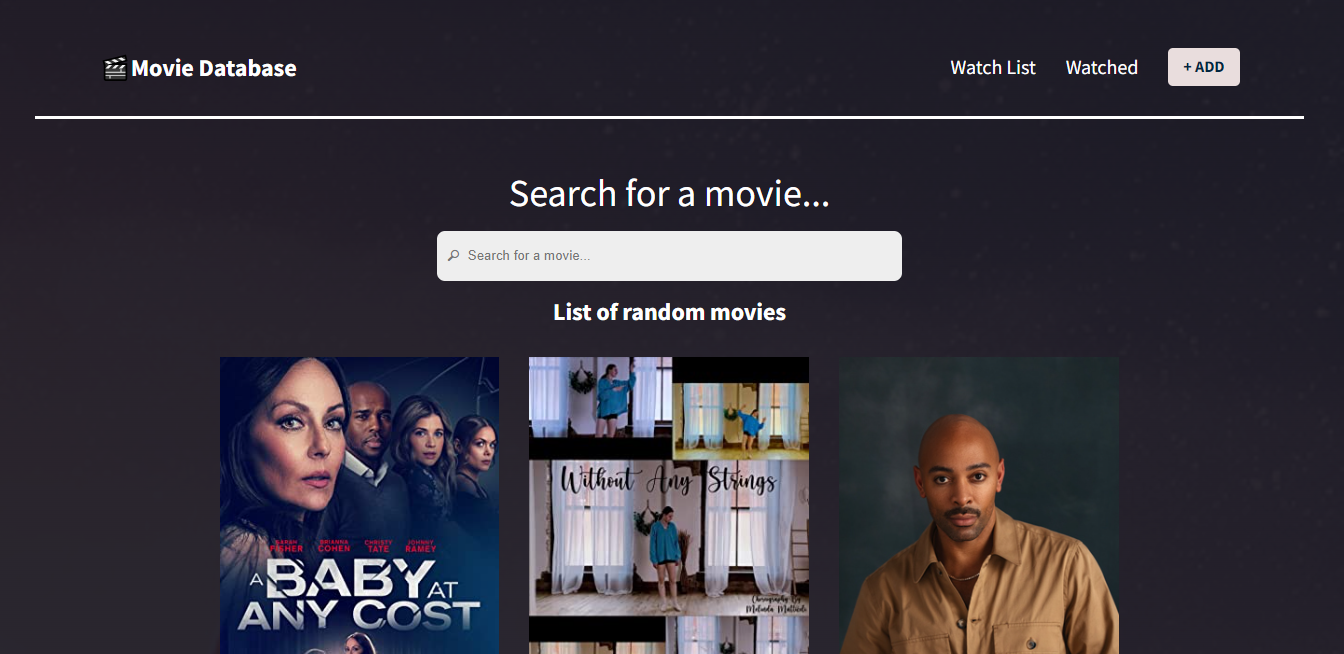 Movie Database
Watch List
Watched
+ ADD
Search for a movie...
Search for a movie...
List of random movies
SARAH FISHER
BRIANNA COHEN
CHRISTY TATE
JOHNNY RAMEY
A BABY AT
ANY COST
Without Any Strings
Choreography By
Melinda Mattiode